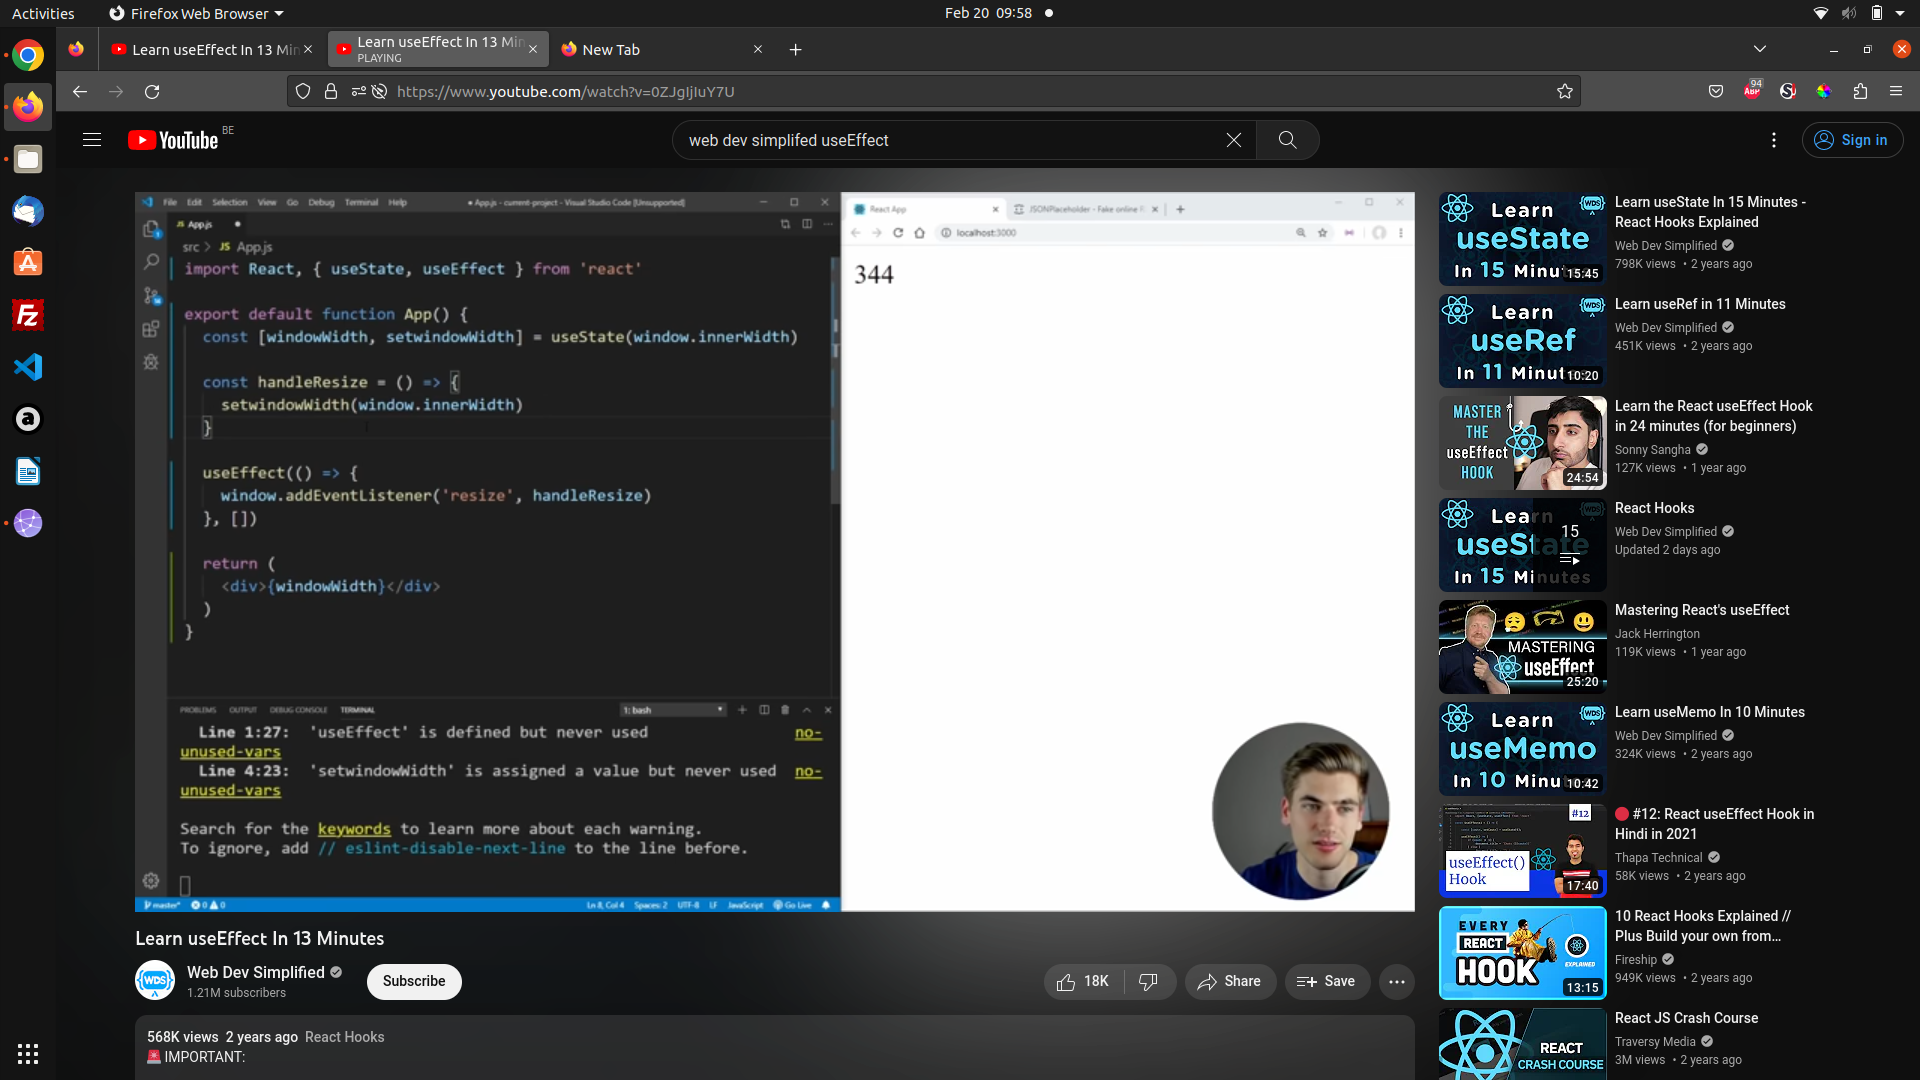 Activities
Firefox Web Browser
Feb 20 09:58
Learn useEffect In 13 Min
Learn useEffect In 13 Min
PLAYING
New Tab
https://www.youtube.com/watch?v=0ZJgIjIuY7U
94
ABP
YouTube BE
web dev simplifed useEffect
Sign in
File Edit Selection View Go Debug Terminal Help
● App.js - current-project - Visual Studio Code [Unsupported]
JS App.js
src > JS App.js
import React, { useState, useEffect } from 'react'
export default function App() {
const [windowWidth, setwindowWidth] = useState(window.innerWidth)
const handleResize = () => {
setwindowWidth(window.innerWidth)
}
useEffect(() => {
window.addEventListener('resize', handleResize)
}, [])
return (
<div>{windowWidth}</div>
)
}
PROBLEMS OUTPUT DEBUG CONSOLE TERMINAL
1: bash
Line 1:27: 'useEffect' is defined but never used no-
unused-vars
Line 4:23: 'setwindowWidth' is assigned a value but never used no-
unused-vars
Search for the keywords to learn more about each warning.
To ignore, add // eslint-disable-next-line to the line before.
master* 0 0
Ln 8, Col 4 Spaces: 2 UTF-8 LF JavaScript Go Live
React App
JSONPlaceholder - Fake online
localhost:3000
344
Learn useEffect In 13 Minutes
WDS
Web Dev Simplified
1.21M subscribers
Subscribe
18K
Share
Save
568K views 2 years ago React Hooks
🚨 IMPORTANT:
Learn
useState
In 15 Minut
15:45
WDS
Learn useState In 15 Minutes -
React Hooks Explained
Web Dev Simplified
798K views • 2 years ago
Learn
useRef
In 11 Minut
10:20
WDS
Learn useRef in 11 Minutes
Web Dev Simplified
451K views • 2 years ago
MASTER
THE
useEffect
HOOK
24:54
Learn the React useEffect Hook
in 24 minutes (for beginners)
Sonny Sangha
127K views • 1 year ago
Learn
useState
In 15 Minutes
15
WDS
React Hooks
Web Dev Simplified
Updated 2 days ago
MASTERING
useEffect
25:20
Mastering React's useEffect
Jack Herrington
119K views • 1 year ago
Learn
useMemo
In 10 Minut
10:42
WDS
Learn useMemo In 10 Minutes
Web Dev Simplified
324K views • 2 years ago
#12
useEffect()
Hook
17:40
🔴 #12: React useEffect Hook in
Hindi in 2021
Thapa Technical
58K views • 2 years ago
EVERY
REACT
HOOK
EXPLAINED
13:15
10 React Hooks Explained //
Plus Build your own from...
Fireship
949K views • 2 years ago
REACT
CRASH COURSE
React JS Crash Course
Traversy Media
3M views • 2 years ago